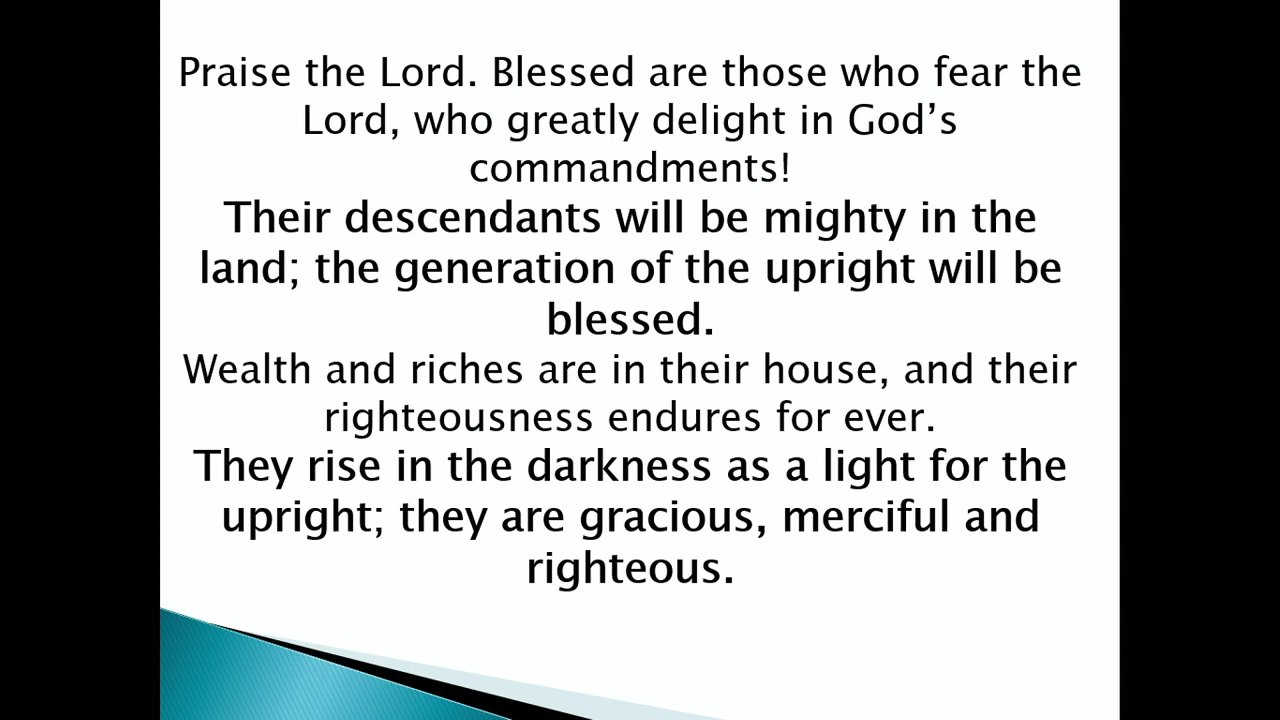 Praise the Lord. Blessed are those who fear the
Lord, who greatly delight in God’s
commandments!
Their descendants will be mighty in the
land; the generation of the upright will be
blessed.
Wealth and riches are in their house, and their
righteousness endures for ever.
They rise in the darkness as a light for the
upright; they are gracious, merciful and
righteous.